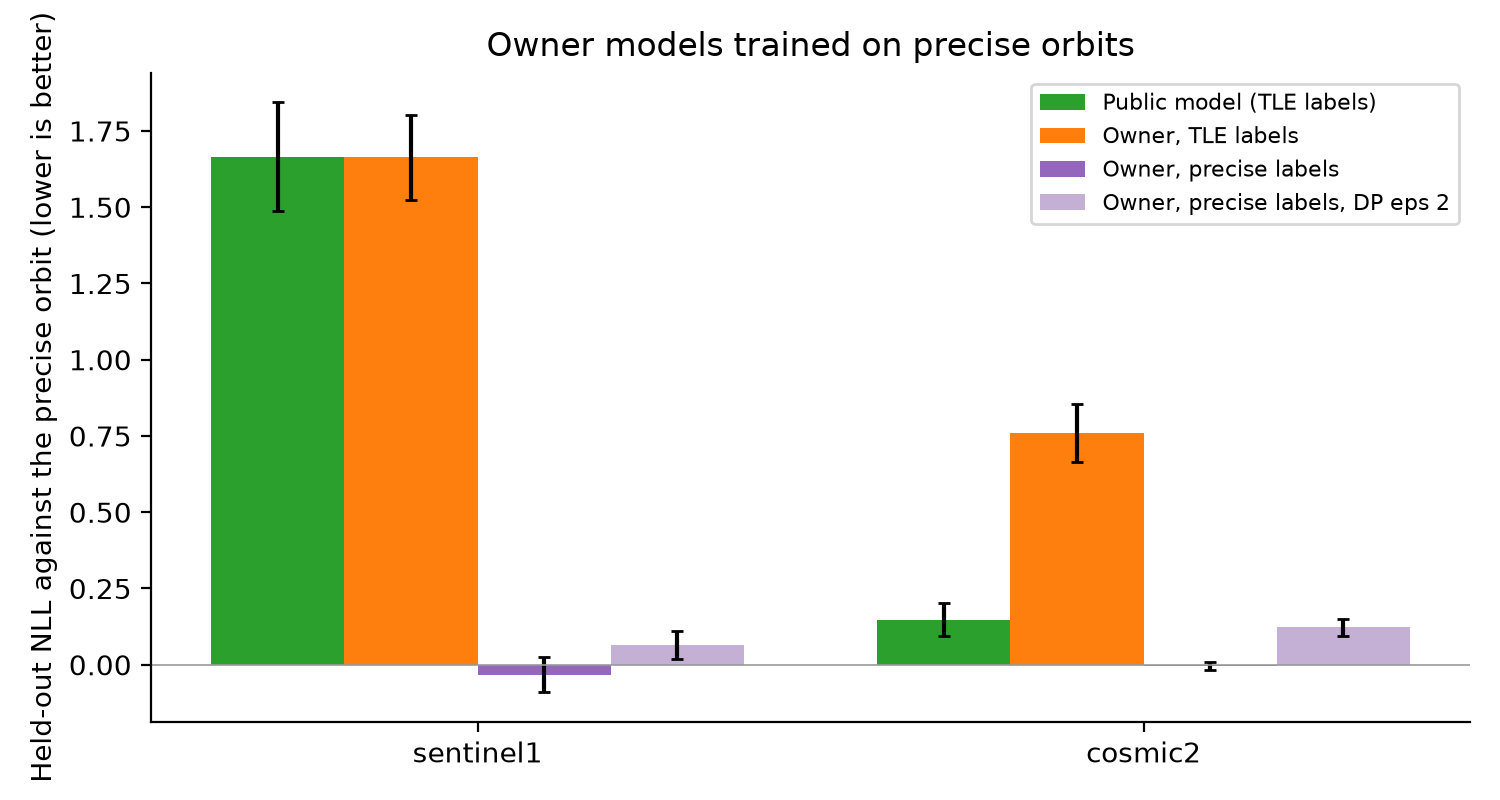 Owner models trained on precise orbits
Held-out NLL against the precise orbit (lower is better)
1.75
1.50
1.25
1.00
0.75
0.50
0.25
0.00
Public model (TLE labels)
Owner, TLE labels
Owner, precise labels
Owner, precise labels, DP eps 2
sentinel1
cosmic2